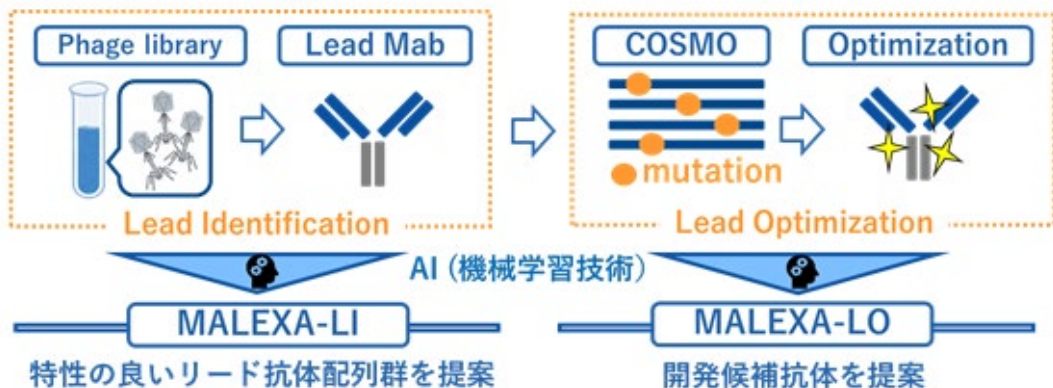 Phage library
Lead Mab
COSMO
Optimization
mutation
Lead Identification
Lead Optimization
AI (機械学習技術)
MALEXA-LI
MALEXA-LO
特性の良いリード抗体配列群を提案
開発候補抗体を提案